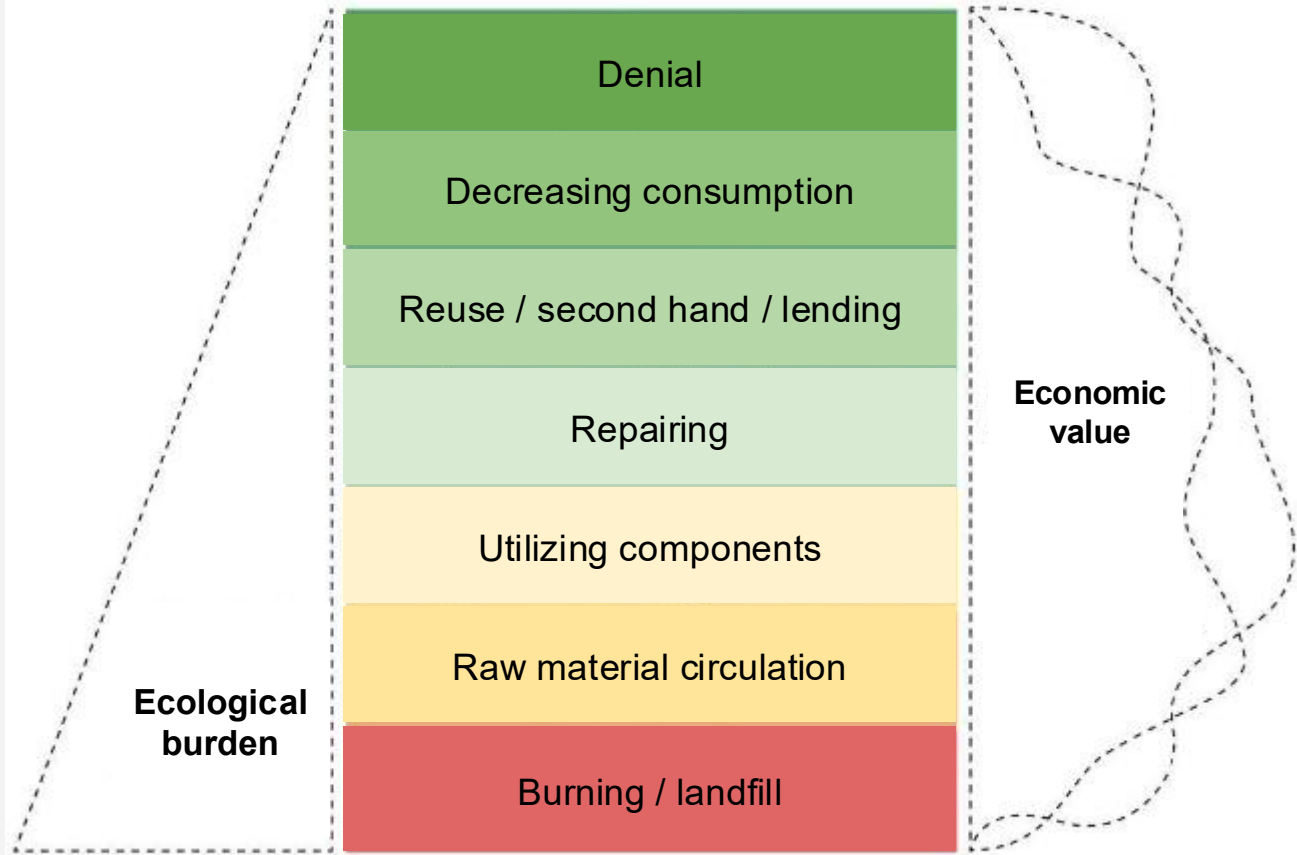 Denial
Decreasing consumption
Reuse / second hand / lending
Repairing
Utilizing components
Raw material circulation
Burning / landfill
Ecological
burden
Economic
value